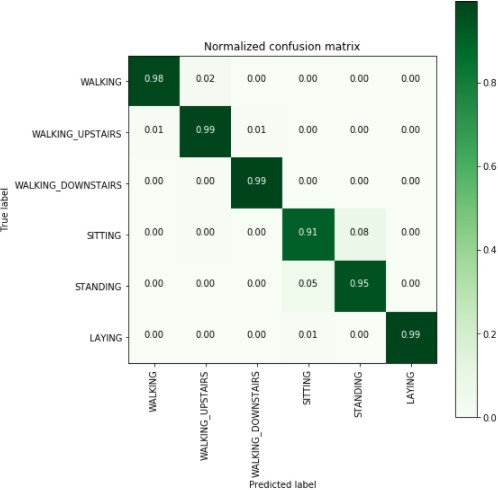 Normalized confusion matrix
True label
WALKING 0.98 0.02 0.00 0.00 0.00 0.00
WALKING_UPSTAIRS 0.01 0.99 0.01 0.00 0.00 0.00
WALKING_DOWNSTAIRS 0.00 0.00 0.99 0.00 0.00 0.00
SITTING 0.00 0.00 0.00 0.91 0.08 0.00
STANDING 0.00 0.00 0.00 0.05 0.95 0.00
LAYING 0.00 0.00 0.00 0.01 0.00 0.99
WALKING
WALKING_UPSTAIRS
WALKING_DOWNSTAIRS
SITTING
STANDING
LAYING
Predicted label
0.8
0.6
0.4
0.2
0.0